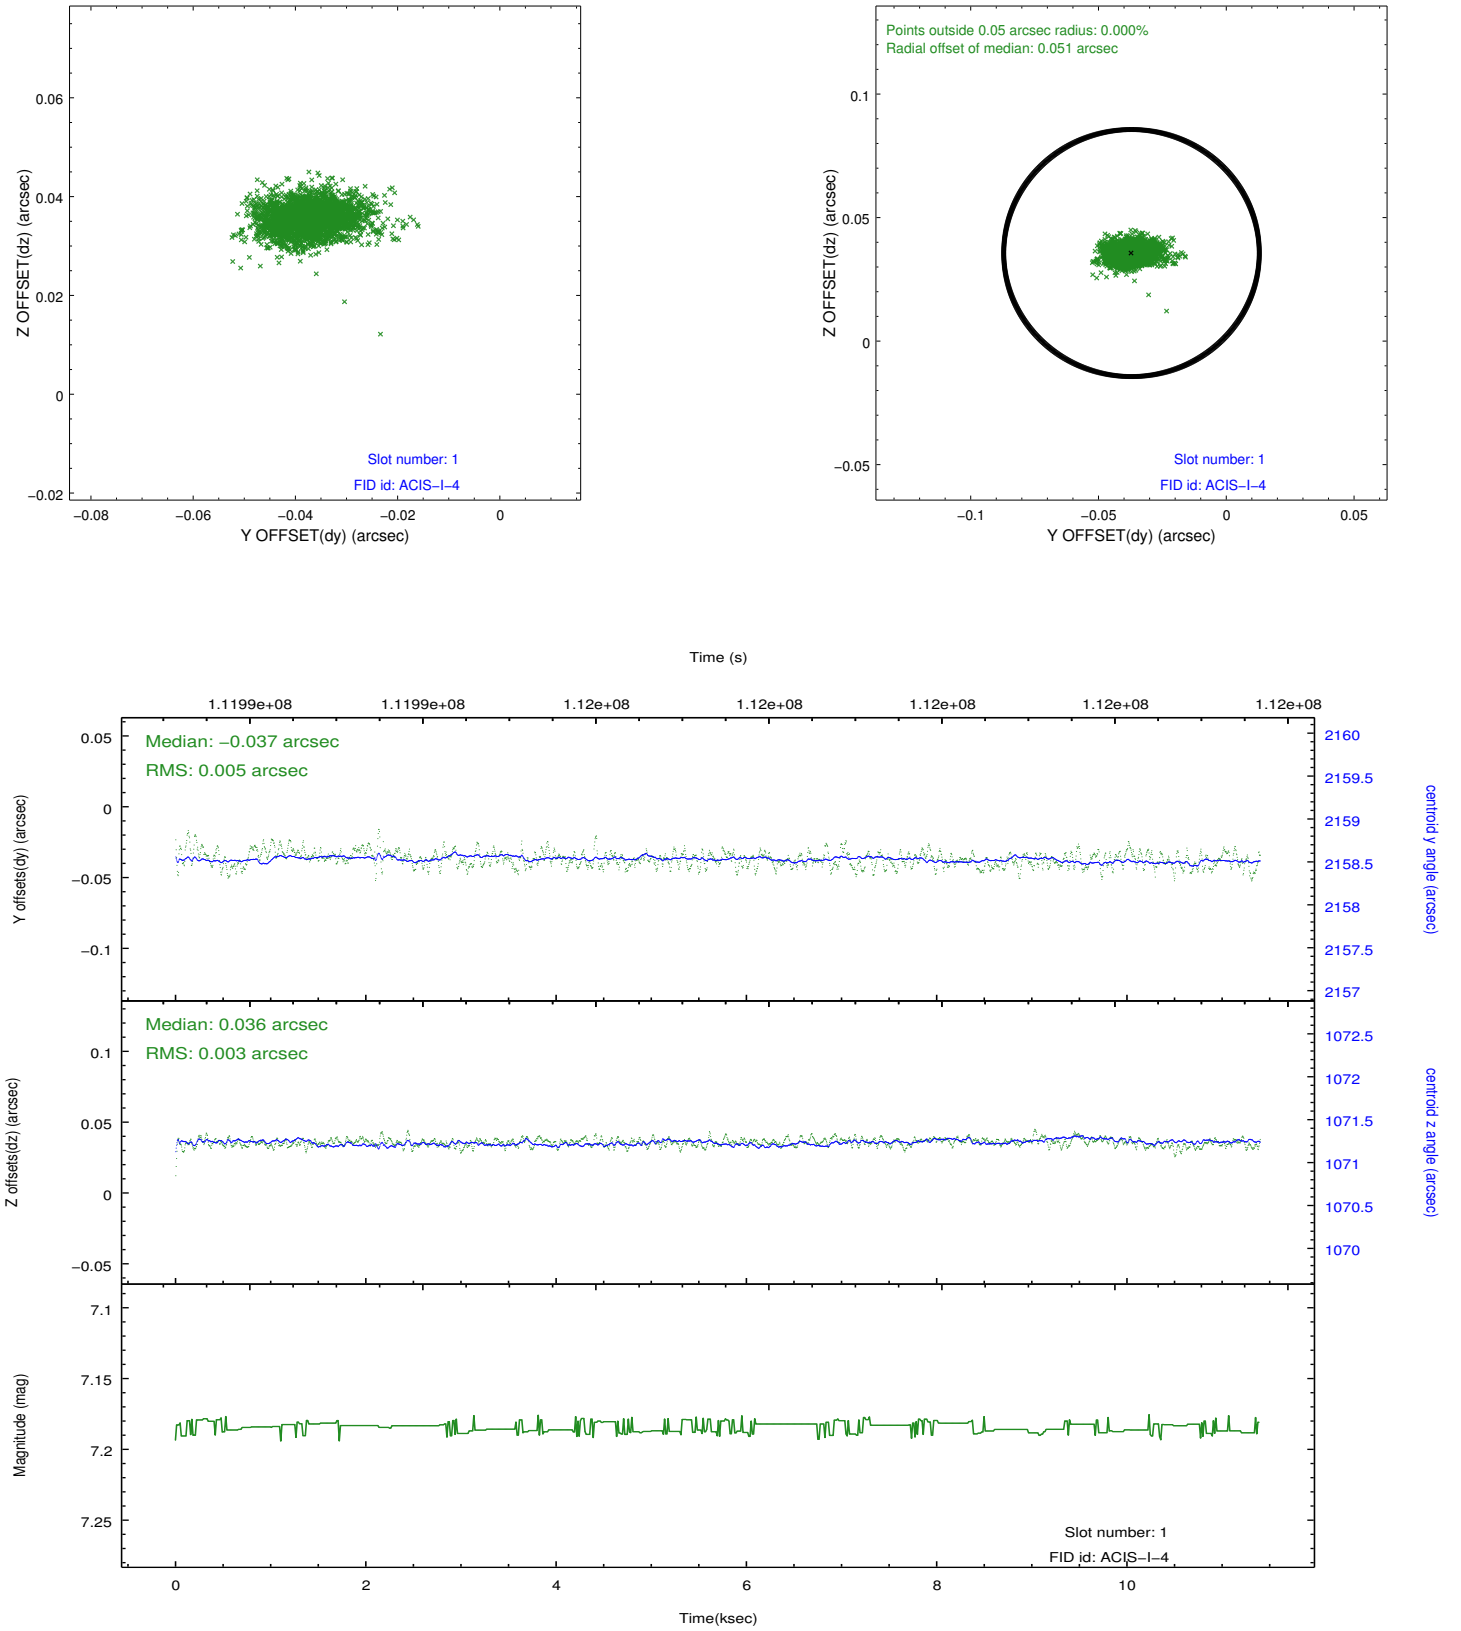 0.06
0.04
0.02
0
−0.02
Z OFFSET(dz) (arcsec)
Slot number: 1
FID id: ACIS−I−4
−0.08 −0.06 −0.04 −0.02 0
Y OFFSET(dy) (arcsec)
Points outside 0.05 arcsec radius: 0.000%
Radial offset of median: 0.051 arcsec
0.1
0.05
0
−0.05
Z OFFSET(dz) (arcsec)
Slot number: 1
FID id: ACIS−I−4
−0.1 −0.05 0 0.05
Y OFFSET(dy) (arcsec)
Time (s)
1.1199e+08 1.1199e+08 1.12e+08 1.12e+08 1.12e+08 1.12e+08 1.12e+08
Median: −0.037 arcsec
RMS: 0.005 arcsec
0.05
0
−0.05
−0.1
Y offsets(dy) (arcsec)
2160
2159.5
2159
2158.5
2158
2157.5
2157
centroid y angle (arcsec)
Median: 0.036 arcsec
RMS: 0.003 arcsec
0.1
0.05
0
−0.05
Z offsets(dz) (arcsec)
1072.5
1072
1071.5
1071
1070.5
1070
centroid z angle (arcsec)
7.1
7.15
7.2
7.25
Magnitude (mag)
Slot number: 1
FID id: ACIS−I−4
0 2 4 6 8 10
Time(ksec)